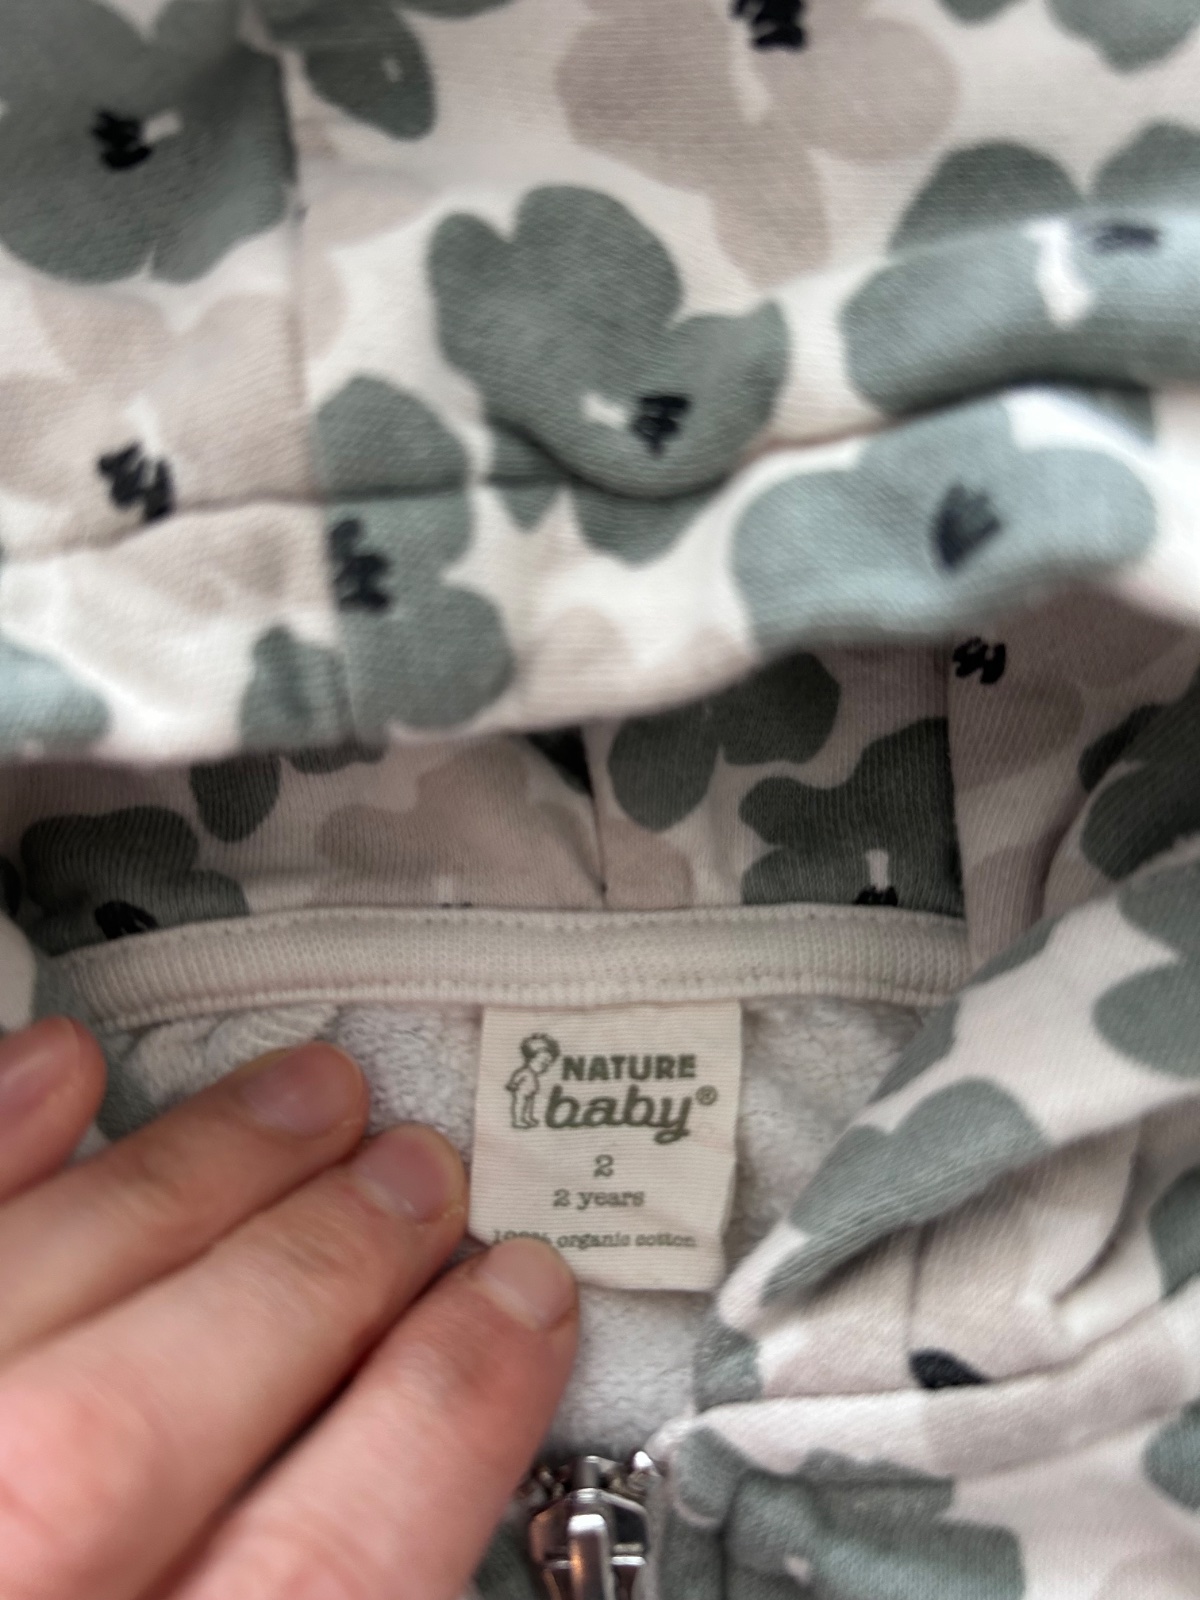 NATURE
baby®
2
2 years
100% organic cotton